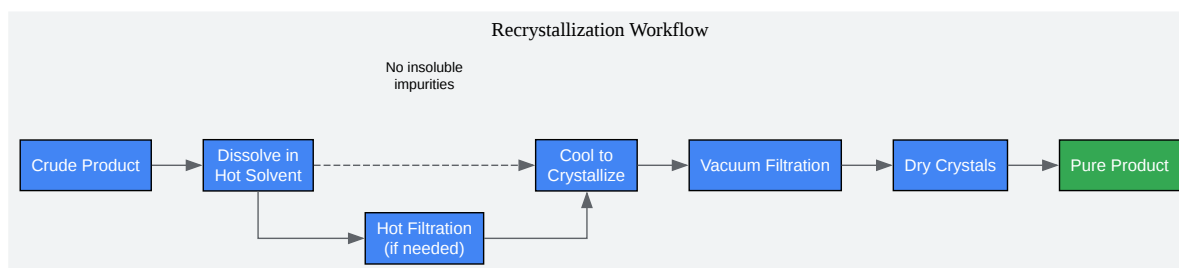 Recrystallization Workflow
No insoluble
impurities
Crude Product
Dissolve in
Hot Solvent
Cool to
Crystallize
Vacuum Filtration
Dry Crystals
Pure Product
Hot Filtration
(if needed)